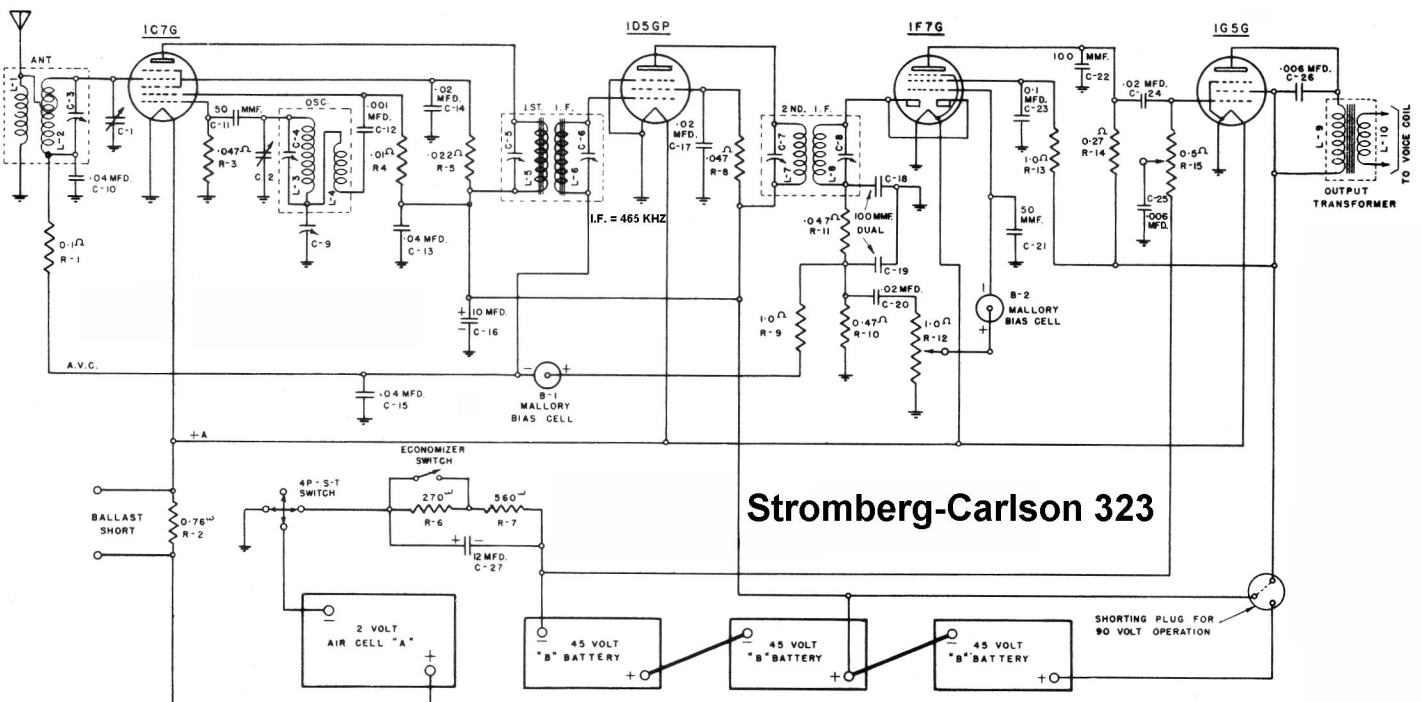 1C7G
1D5GP
1F7G
1G5G
ANT
L-1
L-2
C-3
C-1
.04 MFD.
C-10
50 MMF.
C-11
.047Ω
R-3
C-2
OSC.
C-4
L-3
L-4
C-9
.001
MFD.
C-12
.01Ω
R4
.02
MFD.
C-14
.022Ω
R-5
.04 MFD.
C-13
1ST. I.F.
C-5
C-6
L-5
L-6
I.F. = 465 KHZ
.02
MFD.
C-17
.047Ω
R-8
2ND. I.F.
C-7
C-8
L-7
L-8
C-18
100 MMF.
DUAL
C-19
.047Ω
R-11
.02 MFD.
C-20
1.0Ω
R-9
0.47Ω
R-10
1.0Ω
R-12
0.1
MFD.
C-23
1.0Ω
R-13
50
MMF.
C-21
B-2
MALLORY
BIAS CELL
100 MMF.
C-22
0.27Ω
R-14
.02 MFD.
C-24
0.5Ω
R-15
C-25
.006
MFD.
.006 MFD.
C-26
L-9
L-10
OUTPUT
TRANSFORMER
TO VOICE COIL
0.1Ω
R-1
+
10 MFD.
−
C-16
A.V.C.
.04 MFD.
C-15
− +
B-1
MALLORY
BIAS CELL
−
+
+A
BALLAST
SHORT
0.76ω
R-2
4P-S-T
SWITCH
ECONOMIZER
SWITCH
270ω
R-6
560ω
R-7
+ −
12 MFD.
C-27
Stromberg-Carlson 323
−
2 VOLT
AIR CELL "A"
+
−
45 VOLT
"B" BATTERY
+
−
45 VOLT
"B" BATTERY
+
−
45 VOLT
"B" BATTERY
+
SHORTING PLUG FOR
90 VOLT OPERATION